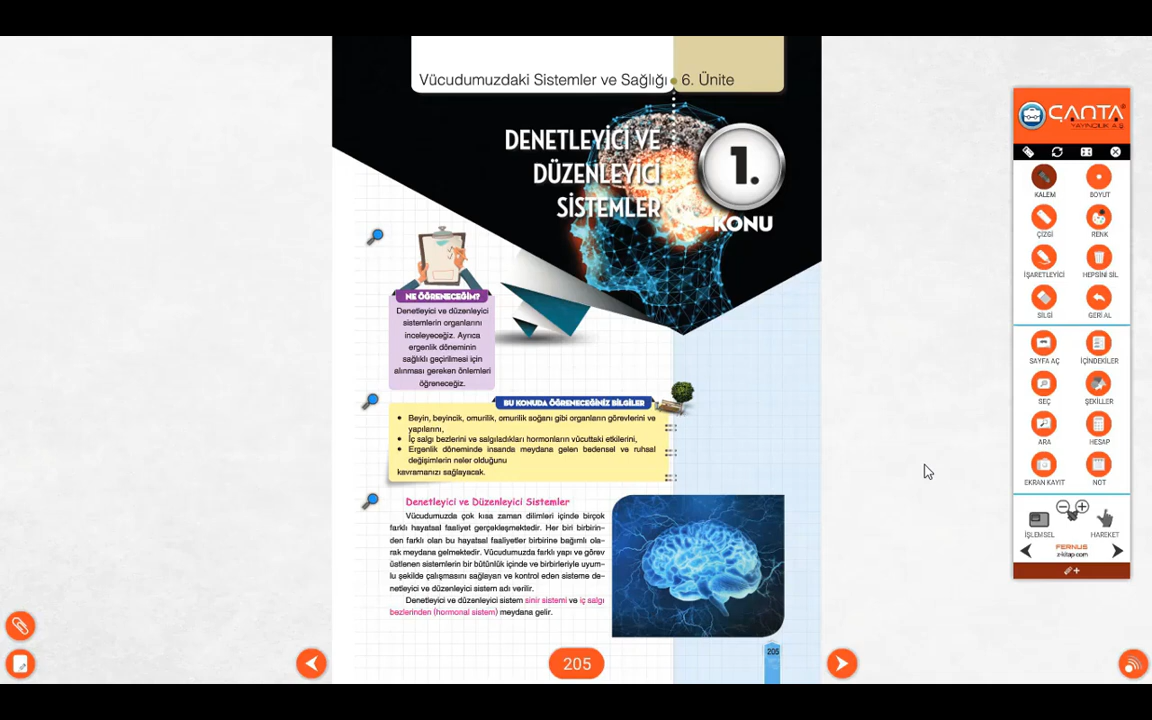 Vücudumuzdaki Sistemler ve Sağlığı 6. Ünite
DENETLEYİCİ VE
DÜZENLEYİCİ
SİSTEMLER
1.
KONU
NE ÖĞRENECEĞİM?
Denetleyici ve düzenleyici
sistemlerin organlarını
inceleyeceğiz. Ayrıca
ergenlik döneminin
sağlıklı geçirilmesi için
alınması gereken önlemleri
öğreneceğiz.
BU KONUDA ÖĞRENECEĞİNİZ BİLGİLER
• Beyin, beyincik, omurilik, omurilik soğanı gibi organların görevlerini ve
yapılarını,
• İç salgı bezlerini ve salgıladıkları hormonların vücuttaki etkilerini,
• Ergenlik döneminde insanda meydana gelen bedensel ve ruhsal
değişimlerin neler olduğunu
kavramanızı sağlayacak.
Denetleyici ve Düzenleyici Sistemler
Vücudumuzda çok kısa zaman dilimleri içinde birçok
farklı hayatsal faaliyet gerçekleşmektedir. Her biri birbirin-
den farklı olan bu hayatsal faaliyetler birbirine bağımlı ola-
rak meydana gelmektedir. Vücudumuzda farklı yapı ve görev
üstlenen sistemlerin bir bütünlük içinde ve birbirleriyle uyum-
lu şekilde çalışmasını sağlayan ve kontrol eden sisteme de-
netleyici ve düzenleyici sistem adı verilir.
Denetleyici ve düzenleyici sistem sinir sistemi ve iç salgı
bezlerinden (hormonal sistem) meydana gelir.
205
205
ÇANTA
YAYINCILIK A.Ş.
KALEM BOYUT
ÇİZGİ RENK
İŞARETLEYİCİ HEPSİNİ SİL
SİLGİ GERİ AL
SAYFA AÇ İÇİNDEKİLER
SEÇ ŞEKİLLER
ARA HESAP
EKRAN KAYIT NOT
İŞLEMSEL HAREKET
FERNUS
z-kitap.com